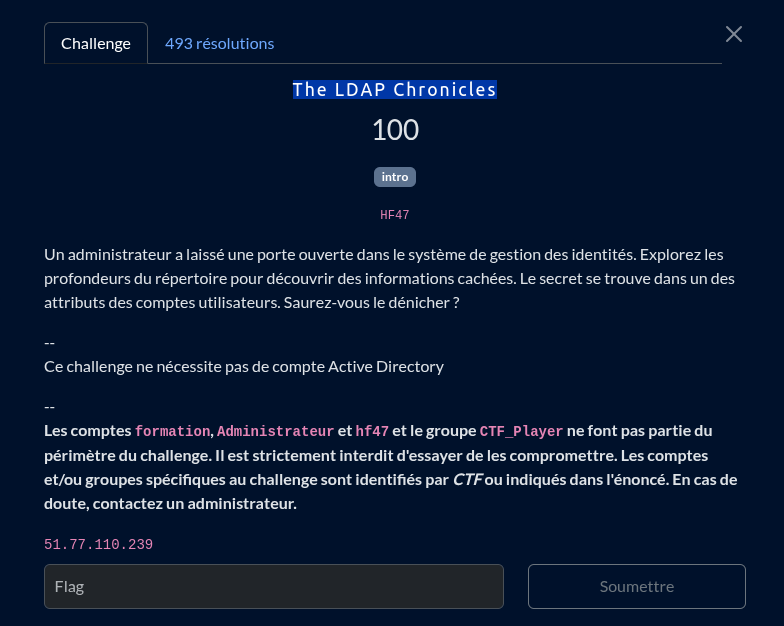 Challenge
493 résolutions
The LDAP Chronicles
100
intro
HF47
Un administrateur a laissé une porte ouverte dans le système de gestion des identités. Explorez les
profondeurs du répertoire pour découvrir des informations cachées. Le secret se trouve dans un des
attributs des comptes utilisateurs. Saurez-vous le dénicher ?
--
Ce challenge ne nécessite pas de compte Active Directory
--
Les comptes formation, Administrateur et hf47 et le groupe CTF_Player ne font pas partie du
périmètre du challenge. Il est strictement interdit d'essayer de les compromettre. Les comptes
et/ou groupes spécifiques au challenge sont identifiés par CTF ou indiqués dans l'énoncé. En cas de
doute, contactez un administrateur.
51.77.110.239
Flag
Soumettre